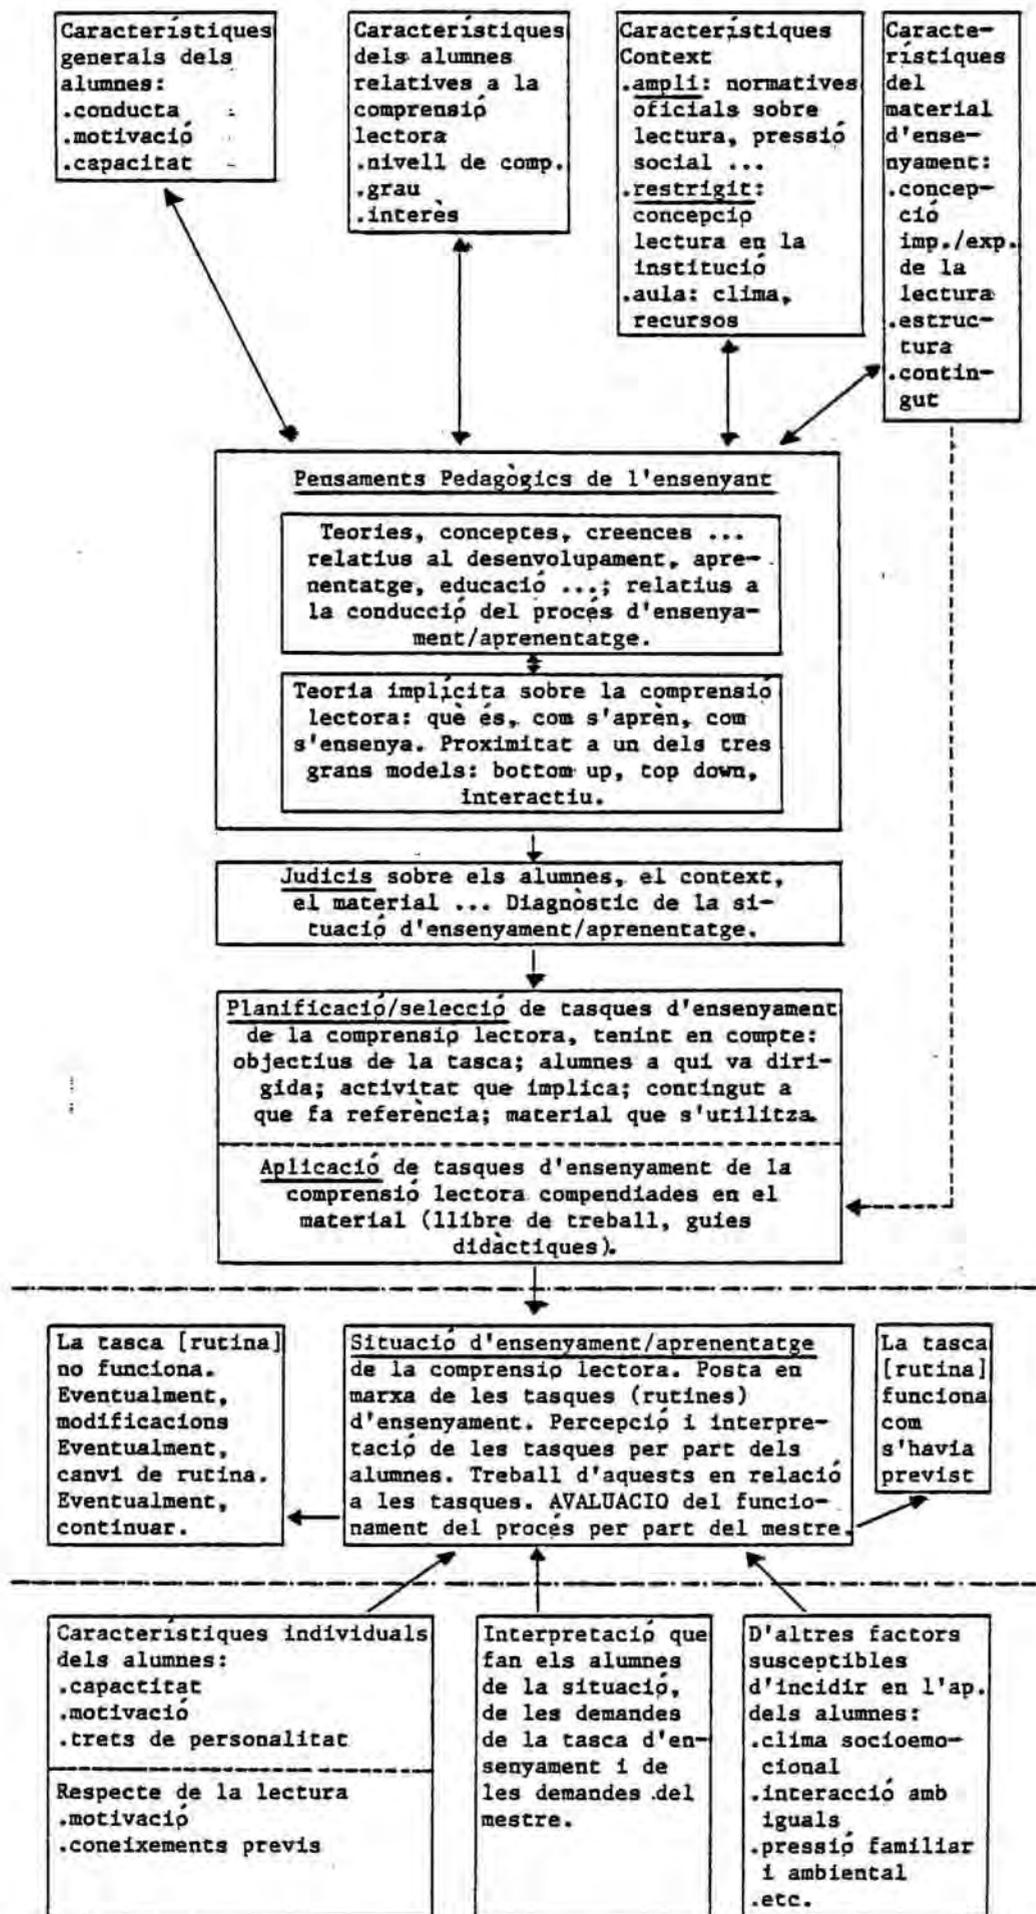 Característiques
generals dels
alumnes:
.conducta
.motivació
.capacitat
Característiques
dels alumnes
relatives a la
comprensió
lectora
.nivell de comp.
.grau
.interès
Característiques
Context
.ampli: normatives
oficials sobre
lectura, pressió
social ...
.restrigit:
concepció
lectura en la
institució
.aula: clima,
recursos
Caracte-
rístiques
del
material
d'ense-
nyament:
.concep-
ció
imp./exp.
de la
lectura
.estruc-
tura
.contin-
gut
Pensaments Pedagògics de l'ensenyant
Teories, conceptes, creences ...
relatius al desenvolupament, apre-
nentatge, educació ...; relatius a
la conducció del procés d'ensenya-
ment/aprenentatge.
Teoria implícita sobre la comprensió
lectora: què és, com s'aprèn, com
s'ensenya. Proximitat a un dels tres
grans models: bottom up, top down,
interactiu.
Judicis sobre els alumnes, el context,
el material ... Diagnòstic de la si-
tuació d'ensenyament/aprenentatge.
Planificació/selecció de tasques d'ensenyament
de la comprensió lectora, tenint en compte:
objectius de la tasca; alumnes a qui va diri-
gida; activitat que implica; contingut a
que fa referència; material que s'utilitza
Aplicació de tasques d'ensenyament de la
comprensió lectora compendiades en el
material (llibre de treball, guies
didàctiques).
La tasca [rutina]
no funciona.
Eventualment,
modificacions
Eventualment,
canvi de rutina.
Eventualment,
continuar.
Situació d'ensenyament/aprenentatge
de la comprensio lectora. Posta en
marxa de les tasques (rutines)
d'ensenyament. Percepció i interpre-
tació de les tasques per part dels
alumnes. Treball d'aquests en relació
a les tasques. AVALUACIO del funcio-
nament del procés per part del mestre.
La tasca
[rutina]
funciona
com
s'havia
previst
Característiques individuals
dels alumnes:
.capactitat
.motivació
.trets de personalitat
Respecte de la lectura
.motivació
.coneixements previs
Interpretació que
fan els alumnes
de la situació,
de les demandes
de la tasca d'en-
senyament i de
les demandes del
mestre.
D'altres factors
susceptibles
d'incidir en l'ap.
dels alumnes:
.clima socioemo-
cional
.interacció amb
iguals
.pressió familiar
i ambiental
.etc.